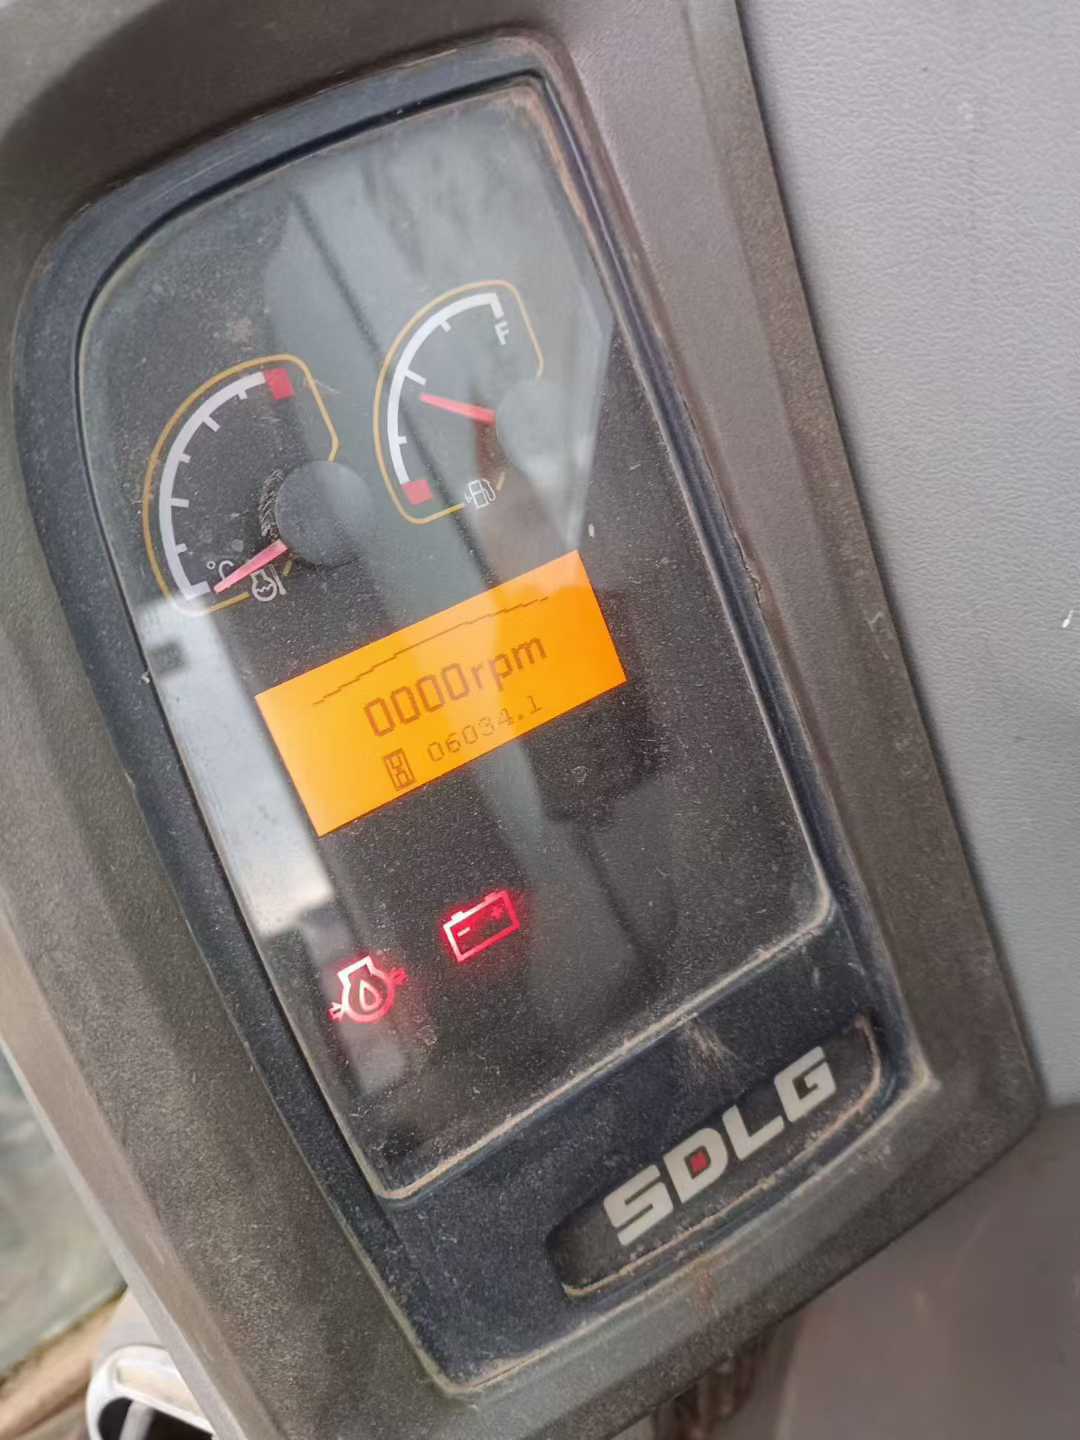 F
°C
0000rpm
06034.1
SDLG